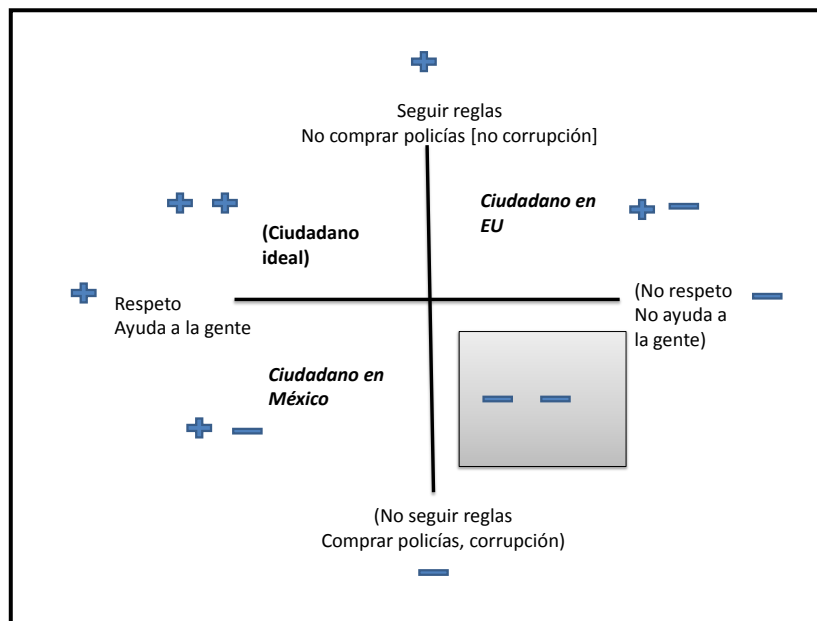 Seguir reglas
No comprar policías [no corrupción]
Ciudadano en
EU
(Ciudadano
ideal)
Respeto
Ayuda a la gente
(No respeto
No ayuda a
la gente)
Ciudadano en
México
(No seguir reglas
Comprar policías, corrupción)